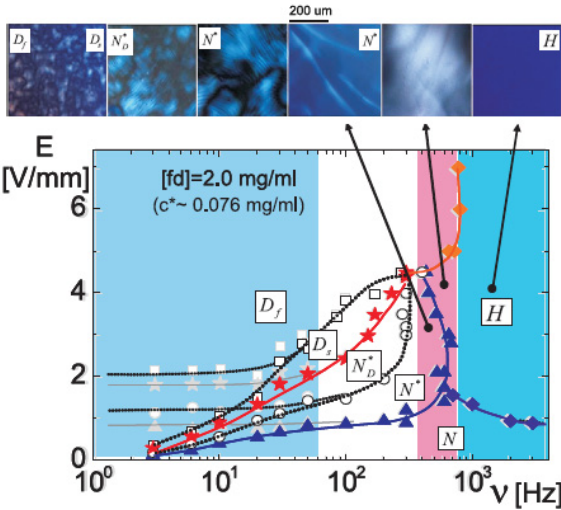 200 um
D_f D_s N*_D N* N* H
E
[V/mm]
[fd]=2.0 mg/ml
(c*~ 0.076 mg/ml)
6
D_f
H
4
D_s
N*_D
2
N*
N
0
10^0 10^1 10^2 10^3
ν [Hz]